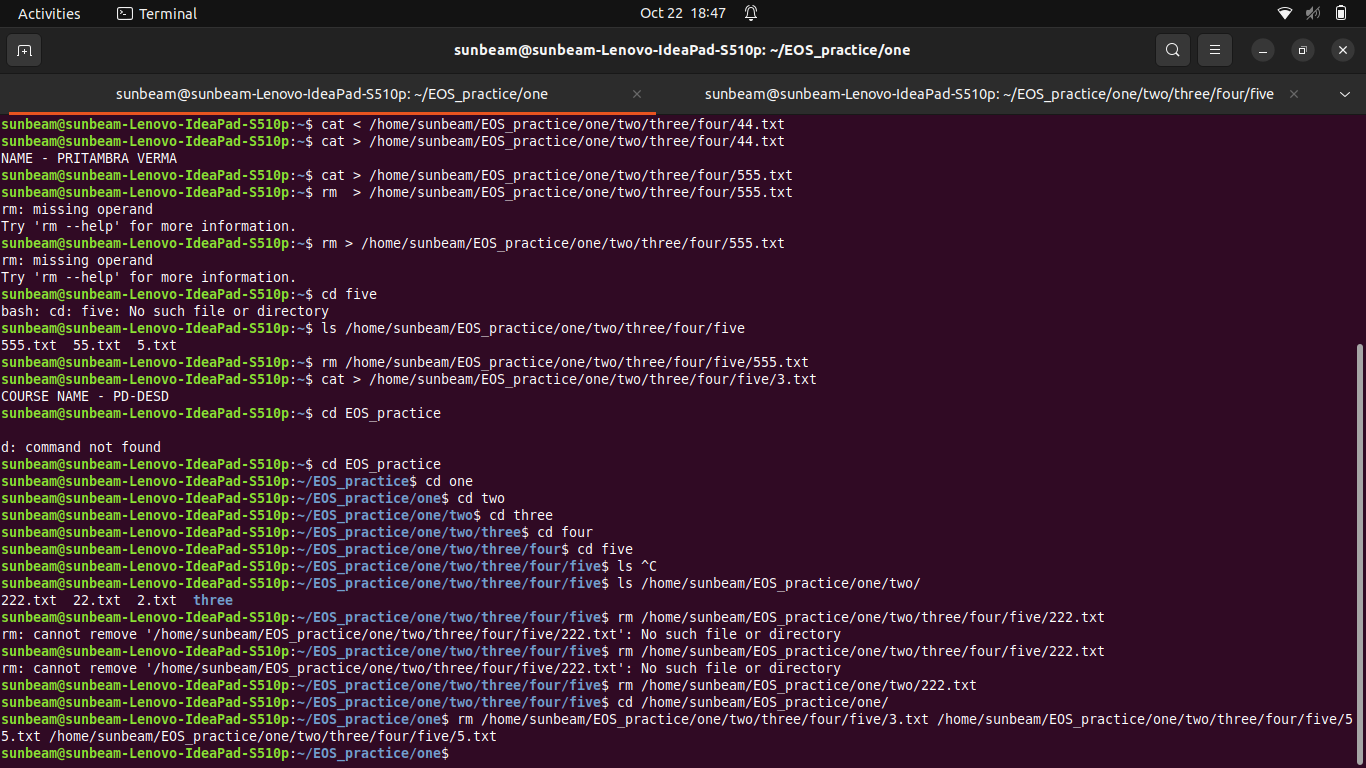 Activities Terminal Oct 22 18:47
sunbeam@sunbeam-Lenovo-IdeaPad-S510p: ~/EOS_practice/one
sunbeam@sunbeam-Lenovo-IdeaPad-S510p: ~/EOS_practice/one sunbeam@sunbeam-Lenovo-IdeaPad-S510p: ~/EOS_practice/one/two/three/four/five
sunbeam@sunbeam-Lenovo-IdeaPad-S510p:~$ cat < /home/sunbeam/EOS_practice/one/two/three/four/44.txt
sunbeam@sunbeam-Lenovo-IdeaPad-S510p:~$ cat > /home/sunbeam/EOS_practice/one/two/three/four/44.txt
NAME - PRITAMBRA VERMA
sunbeam@sunbeam-Lenovo-IdeaPad-S510p:~$ cat > /home/sunbeam/EOS_practice/one/two/three/four/555.txt
sunbeam@sunbeam-Lenovo-IdeaPad-S510p:~$ rm  > /home/sunbeam/EOS_practice/one/two/three/four/555.txt
rm: missing operand
Try 'rm --help' for more information.
sunbeam@sunbeam-Lenovo-IdeaPad-S510p:~$ rm > /home/sunbeam/EOS_practice/one/two/three/four/555.txt
rm: missing operand
Try 'rm --help' for more information.
sunbeam@sunbeam-Lenovo-IdeaPad-S510p:~$ cd five
bash: cd: five: No such file or directory
sunbeam@sunbeam-Lenovo-IdeaPad-S510p:~$ ls /home/sunbeam/EOS_practice/one/two/three/four/five
555.txt  55.txt  5.txt
sunbeam@sunbeam-Lenovo-IdeaPad-S510p:~$ rm /home/sunbeam/EOS_practice/one/two/three/four/five/555.txt
sunbeam@sunbeam-Lenovo-IdeaPad-S510p:~$ cat > /home/sunbeam/EOS_practice/one/two/three/four/five/3.txt
COURSE NAME - PD-DESD
sunbeam@sunbeam-Lenovo-IdeaPad-S510p:~$ cd EOS_practice
d: command not found
sunbeam@sunbeam-Lenovo-IdeaPad-S510p:~$ cd EOS_practice
sunbeam@sunbeam-Lenovo-IdeaPad-S510p:~/EOS_practice$ cd one
sunbeam@sunbeam-Lenovo-IdeaPad-S510p:~/EOS_practice/one$ cd two
sunbeam@sunbeam-Lenovo-IdeaPad-S510p:~/EOS_practice/one/two$ cd three
sunbeam@sunbeam-Lenovo-IdeaPad-S510p:~/EOS_practice/one/two/three$ cd four
sunbeam@sunbeam-Lenovo-IdeaPad-S510p:~/EOS_practice/one/two/three/four$ cd five
sunbeam@sunbeam-Lenovo-IdeaPad-S510p:~/EOS_practice/one/two/three/four/five$ ls ^C
sunbeam@sunbeam-Lenovo-IdeaPad-S510p:~/EOS_practice/one/two/three/four/five$ ls /home/sunbeam/EOS_practice/one/two/
222.txt  22.txt  2.txt  three
sunbeam@sunbeam-Lenovo-IdeaPad-S510p:~/EOS_practice/one/two/three/four/five$ rm /home/sunbeam/EOS_practice/one/two/three/four/five/222.txt
rm: cannot remove '/home/sunbeam/EOS_practice/one/two/three/four/five/222.txt': No such file or directory
sunbeam@sunbeam-Lenovo-IdeaPad-S510p:~/EOS_practice/one/two/three/four/five$ rm /home/sunbeam/EOS_practice/one/two/three/four/five/222.txt
rm: cannot remove '/home/sunbeam/EOS_practice/one/two/three/four/five/222.txt': No such file or directory
sunbeam@sunbeam-Lenovo-IdeaPad-S510p:~/EOS_practice/one/two/three/four/five$ rm /home/sunbeam/EOS_practice/one/two/222.txt
sunbeam@sunbeam-Lenovo-IdeaPad-S510p:~/EOS_practice/one/two/three/four/five$ cd /home/sunbeam/EOS_practice/one/
sunbeam@sunbeam-Lenovo-IdeaPad-S510p:~/EOS_practice/one$ rm /home/sunbeam/EOS_practice/one/two/three/four/five/3.txt /home/sunbeam/EOS_practice/one/two/three/four/five/5
5.txt /home/sunbeam/EOS_practice/one/two/three/four/five/5.txt
sunbeam@sunbeam-Lenovo-IdeaPad-S510p:~/EOS_practice/one$